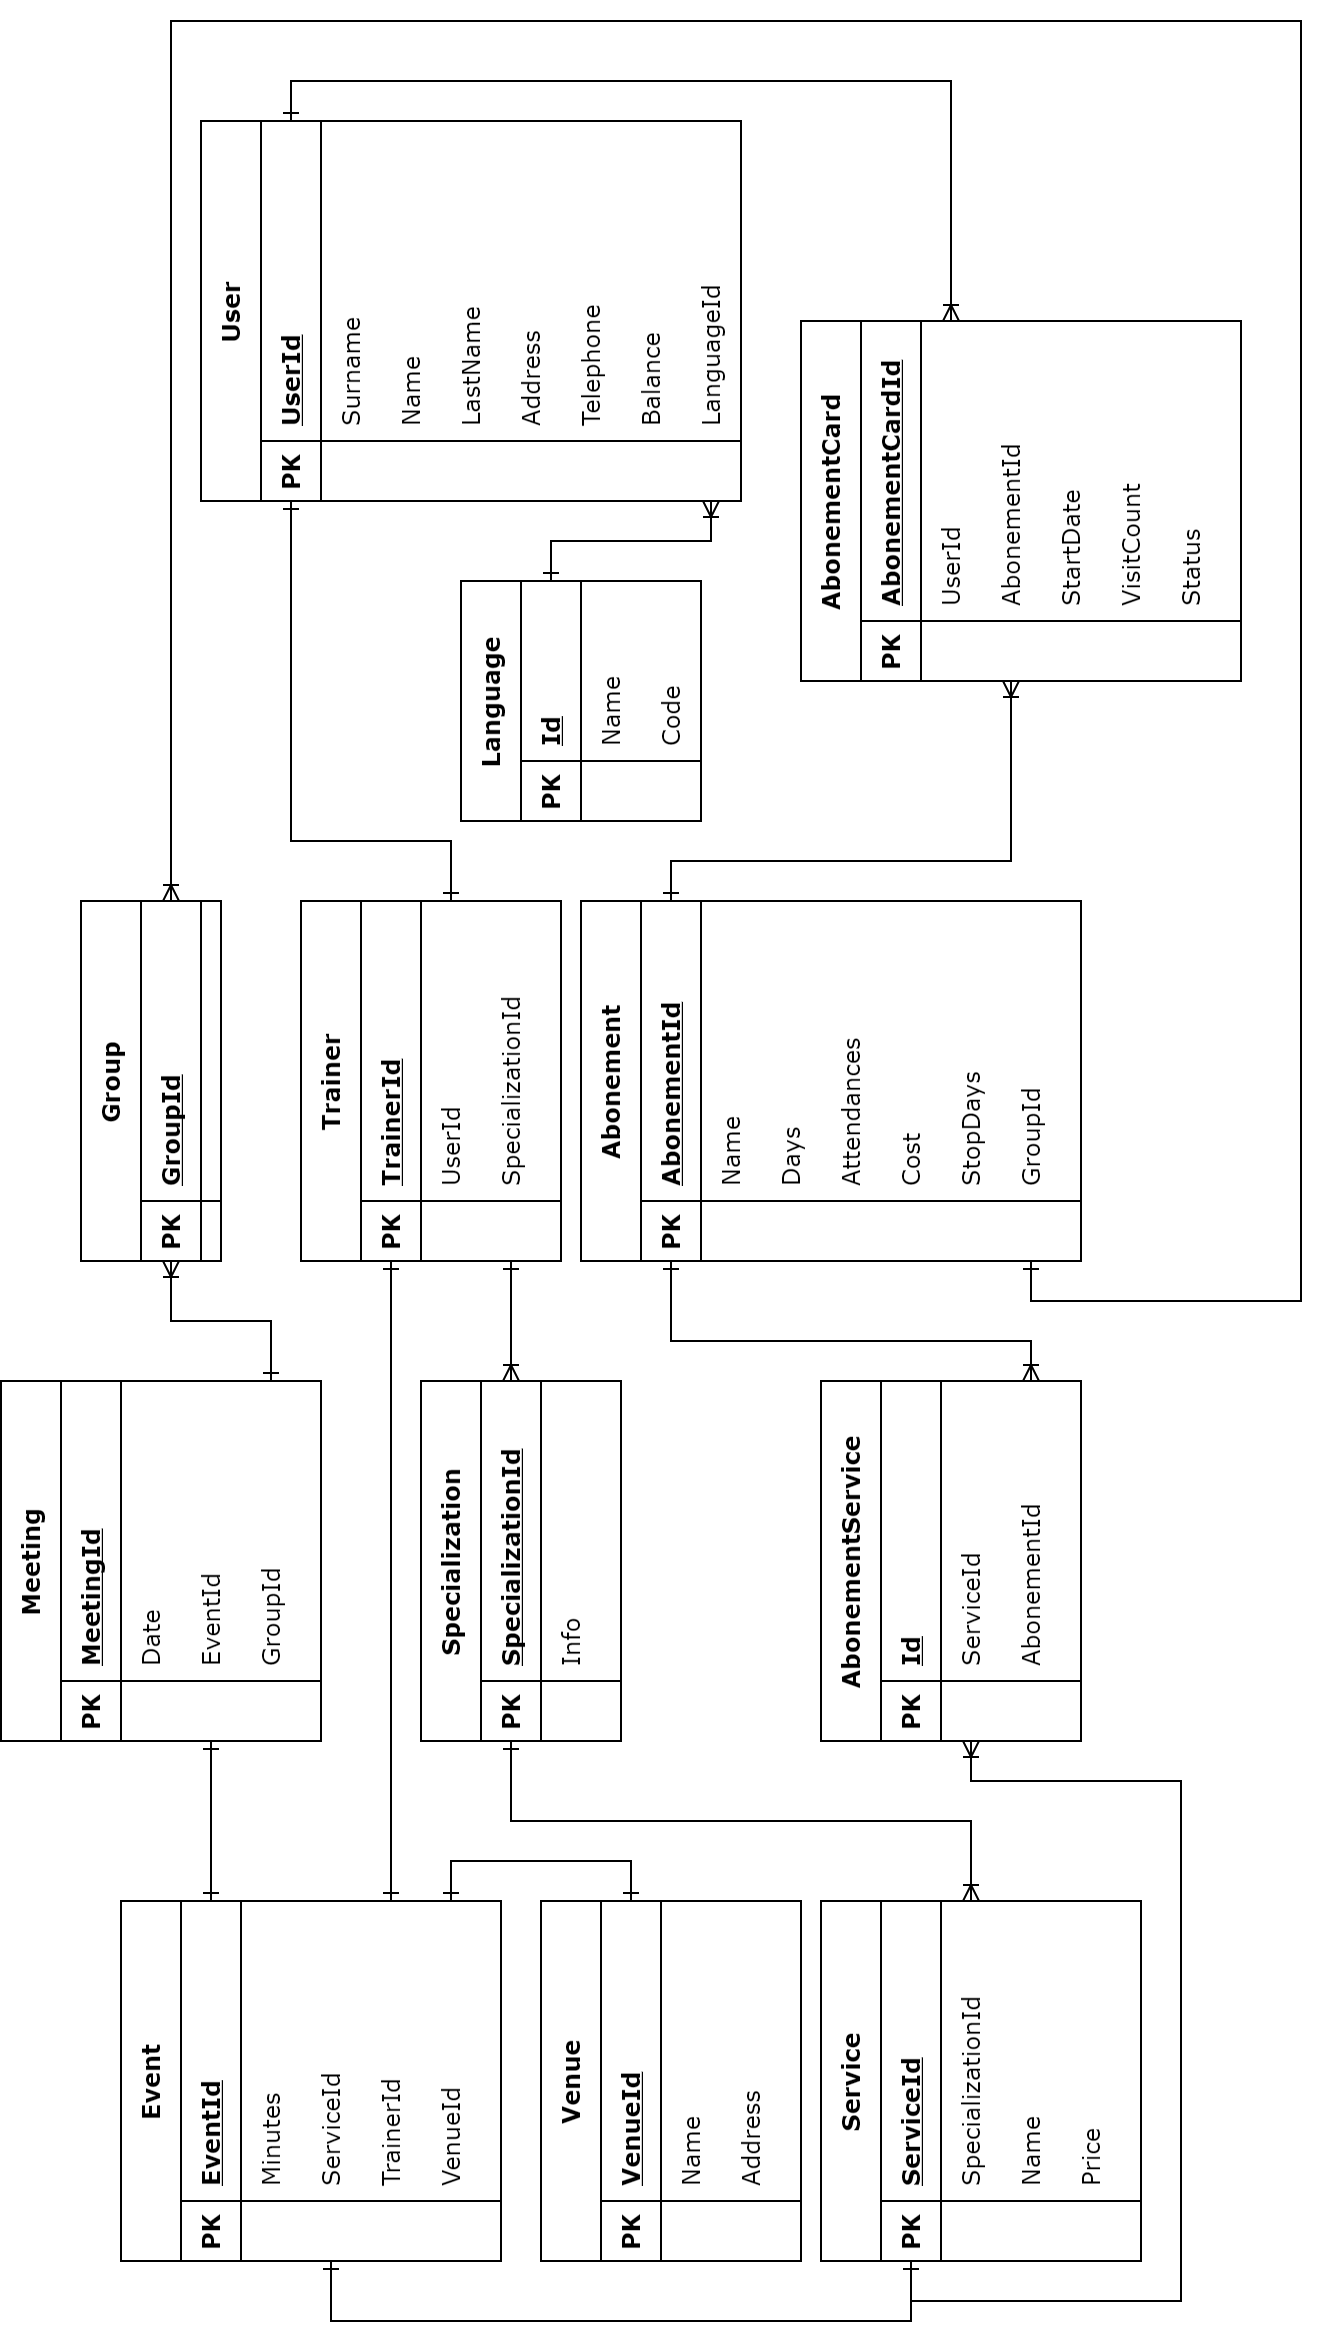 Event
PK EventId
Minutes
ServiceId
TrainerId
VenueId
Venue
PK VenueId
Name
Address
Service
PK ServiceId
SpecializationId
Name
Price
Meeting
PK MeetingId
Date
EventId
GroupId
Specialization
PK SpecializationId
Info
AbonementService
PK Id
ServiceId
AbonementId
Group
PK GroupId
Trainer
PK TrainerId
UserId
SpecializationId
Abonement
PK AbonementId
Name
Days
Attendances
Cost
StopDays
GroupId
Language
PK Id
Name
Code
User
PK UserId
Surname
Name
LastName
Address
Telephone
Balance
LanguageId
AbonementCard
PK AbonementCardId
UserId
AbonementId
StartDate
VisitCount
Status